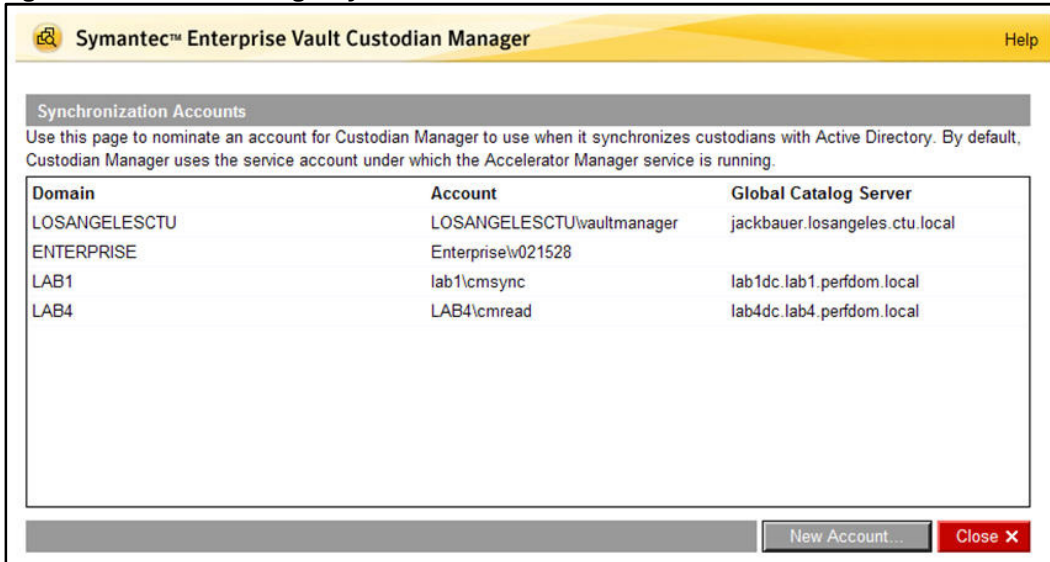 Symantec™ Enterprise Vault Custodian Manager
Help
Synchronization Accounts
Use this page to nominate an account for Custodian Manager to use when it synchronizes custodians with Active Directory. By default,
Custodian Manager uses the service account under which the Accelerator Manager service is running.
Domain Account Global Catalog Server
LOSANGELESCTU LOSANGELESCTU\vaultmanager jackbauer.losangeles.ctu.local
ENTERPRISE Enterprise\v021528
LAB1 lab1\cmsync lab1dc.lab1.perfdom.local
LAB4 LAB4\cmread lab4dc.lab4.perfdom.local
New Account... Close X